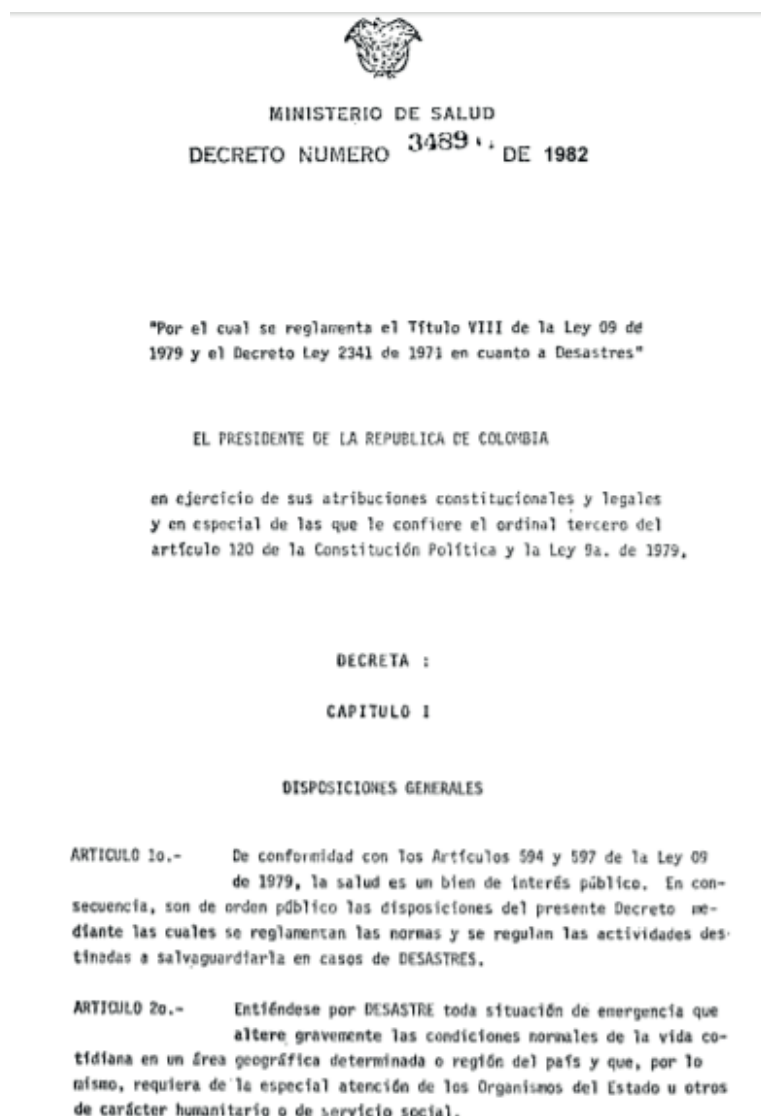 MINISTERIO DE SALUD
DECRETO NUMERO 3489 DE 1982
"Por el cual se reglamenta el Título VIII de la Ley 09 de
1979 y el Decreto Ley 2341 de 1971 en cuanto a Desastres"
EL PRESIDENTE DE LA REPUBLICA DE COLOMBIA
en ejercicio de sus atribuciones constitucionales y legales
y en especial de las que le confiere el ordinal tercero del
artículo 120 de la Constitución Política y la Ley 9a. de 1979,
DECRETA :
CAPITULO I
DISPOSICIONES GENERALES
ARTICULO 1o.- De conformidad con los Artículos 594 y 597 de la Ley 09
de 1979, la salud es un bien de interés público. En con-
secuencia, son de orden público las disposiciones del presente Decreto me-
diante las cuales se reglamentan las normas y se regulan las actividades des-
tinadas a salvaguardiarla en casos de DESASTRES.
ARTICULO 2o.- Entiéndese por DESASTRE toda situación de emergencia que
altere gravemente las condiciones normales de la vida co-
tidiana en un área geográfica determinada o región del país y que, por lo
mismo, requiera de la especial atención de los Organismos del Estado u otros
de carácter humanitario o de servicio social.